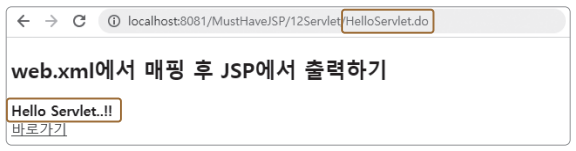 localhost:8081/MustHaveJSP/12Servlet/HelloServlet.do
web.xml에서 매핑 후 JSP에서 출력하기
Hello Servlet..!!
바로가기